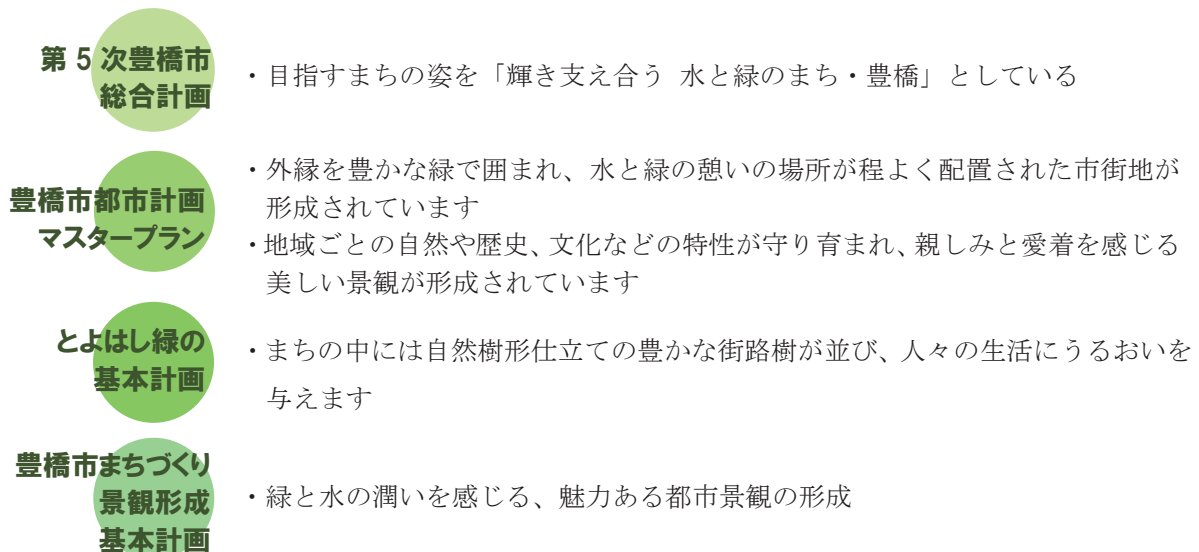 第 5 次豊橋市
総合計画
・目指すまちの姿を「輝き支え合う 水と緑のまち・豊橋」としている
豊橋市都市計画
マスタープラン
・外縁を豊かな緑で囲まれ、水と緑の憩いの場所が程よく配置された市街地が
形成されています
・地域ごとの自然や歴史、文化などの特性が守り育まれ、親しみと愛着を感じる
美しい景観が形成されています
とよはし緑の
基本計画
・まちの中には自然樹形仕立ての豊かな街路樹が並び、人々の生活にうるおいを
与えます
豊橋市まちづくり
景観形成
基本計画
・緑と水の潤いを感じる、魅力ある都市景観の形成